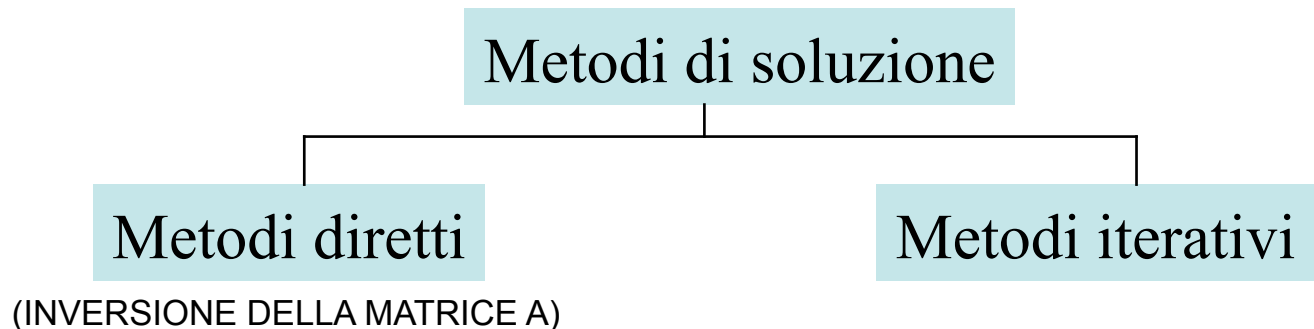 Metodi di soluzione
Metodi diretti
Metodi iterativi
(INVERSIONE DELLA MATRICE A)